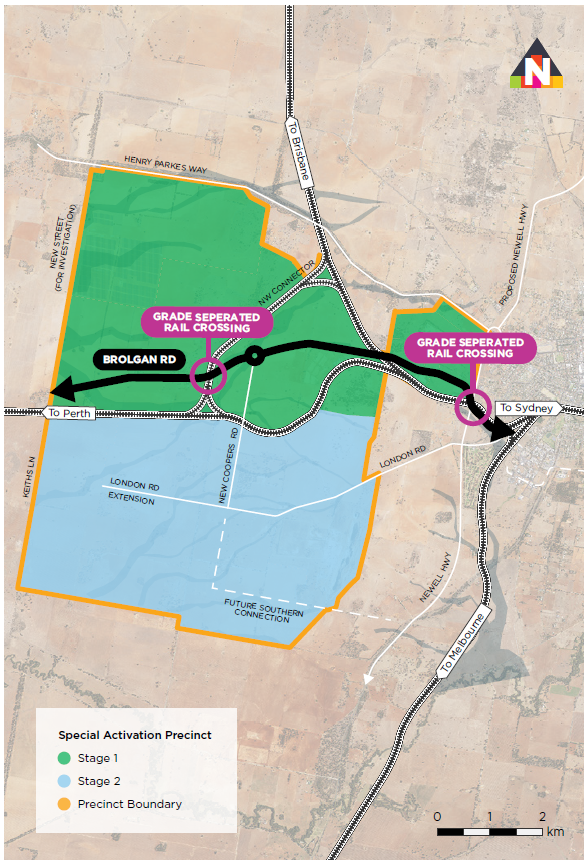 N
To Brisbane
HENRY PARKES WAY
NEW STREET
(FOR INVESTIGATION)
PROPOSED NEWELL HWY
NW CONNECTOR
GRADE SEPERATED
RAIL CROSSING
GRADE SEPERATED
RAIL CROSSING
BROLGAN RD
To Perth
To Sydney
NEW COOPERS RD
LONDON RD
KEITHS LN
LONDON RD
EXTENSION
NEWELL HWY
FUTURE SOUTHERN
CONNECTION
To Melbourne
Special Activation Precinct
Stage 1
Stage 2
Precinct Boundary
0 1 2
km